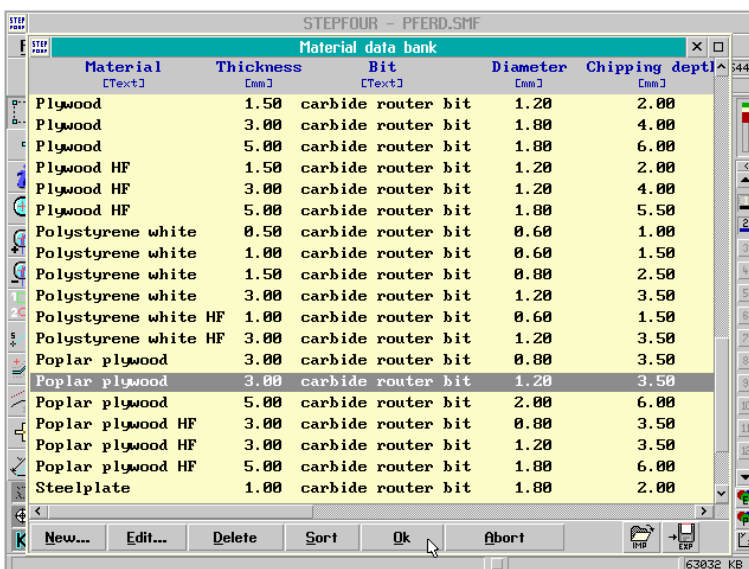 STEP
FOUR
STEPFOUR - PFERD.SMF
STEP
FOUR
Material data bank
Material Thickness Bit Diameter Chipping depth
[Text] [mm] [Text] [mm] [mm]
Plywood 1.50 carbide router bit 1.20 2.00
Plywood 3.00 carbide router bit 1.80 4.00
Plywood 5.00 carbide router bit 1.80 6.00
Plywood HF 1.50 carbide router bit 1.20 2.00
Plywood HF 3.00 carbide router bit 1.20 4.00
Plywood HF 5.00 carbide router bit 1.80 5.50
Polystyrene white 0.50 carbide router bit 0.60 1.00
Polystyrene white 1.00 carbide router bit 0.60 1.50
Polystyrene white 1.50 carbide router bit 0.80 2.50
Polystyrene white 3.00 carbide router bit 1.20 3.50
Polystyrene white HF 1.00 carbide router bit 0.60 1.50
Polystyrene white HF 3.00 carbide router bit 1.20 3.50
Poplar plywood 3.00 carbide router bit 0.80 3.50
Poplar plywood 3.00 carbide router bit 1.20 3.50
Poplar plywood 5.00 carbide router bit 2.00 6.00
Poplar plywood HF 3.00 carbide router bit 0.80 3.50
Poplar plywood HF 3.00 carbide router bit 1.20 3.50
Poplar plywood HF 5.00 carbide router bit 1.80 6.00
Steelplate 1.00 carbide router bit 1.80 2.00
New... Edit... Delete Sort Ok Abort IMP EXP
63032 KB